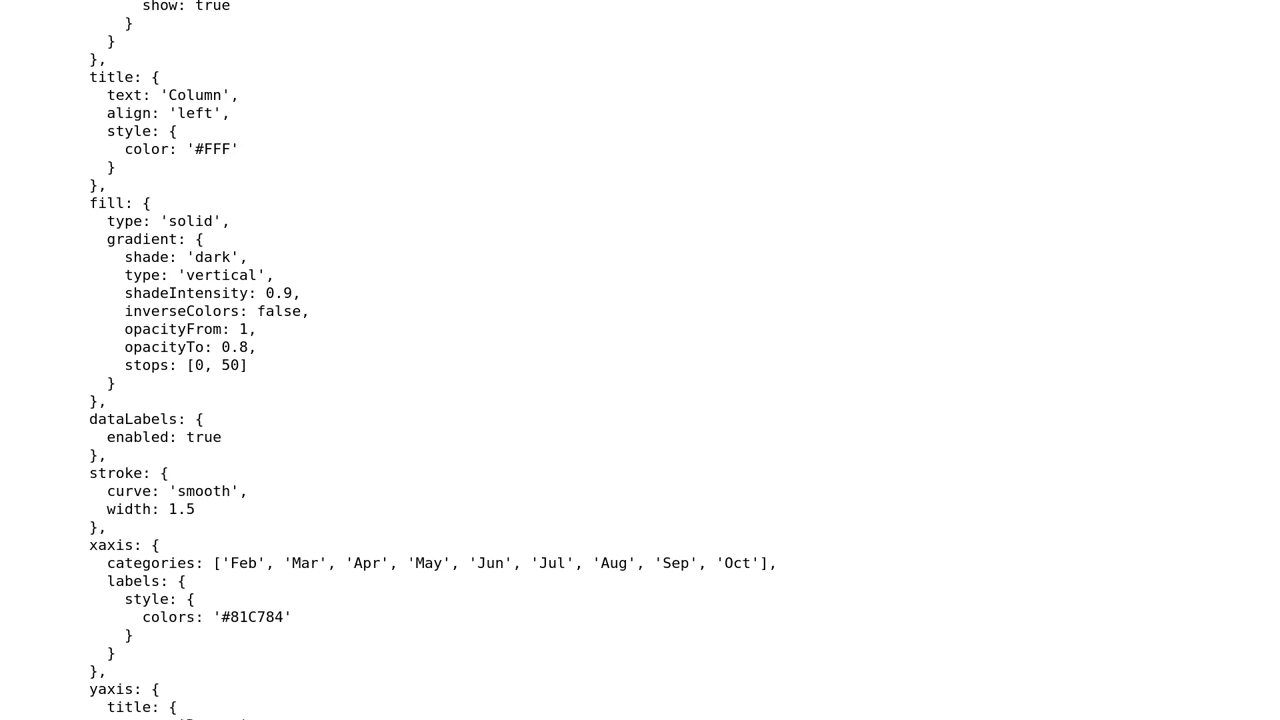 show: true
}
}
},
title: {
text: 'Column',
align: 'left',
style: {
color: '#FFF'
}
},
fill: {
type: 'solid',
gradient: {
shade: 'dark',
type: 'vertical',
shadeIntensity: 0.9,
inverseColors: false,
opacityFrom: 1,
opacityTo: 0.8,
stops: [0, 50]
}
},
dataLabels: {
enabled: true
},
stroke: {
curve: 'smooth',
width: 1.5
},
xaxis: {
categories: ['Feb', 'Mar', 'Apr', 'May', 'Jun', 'Jul', 'Aug', 'Sep', 'Oct'],
labels: {
style: {
colors: '#81C784'
}
}
},
yaxis: {
title: {